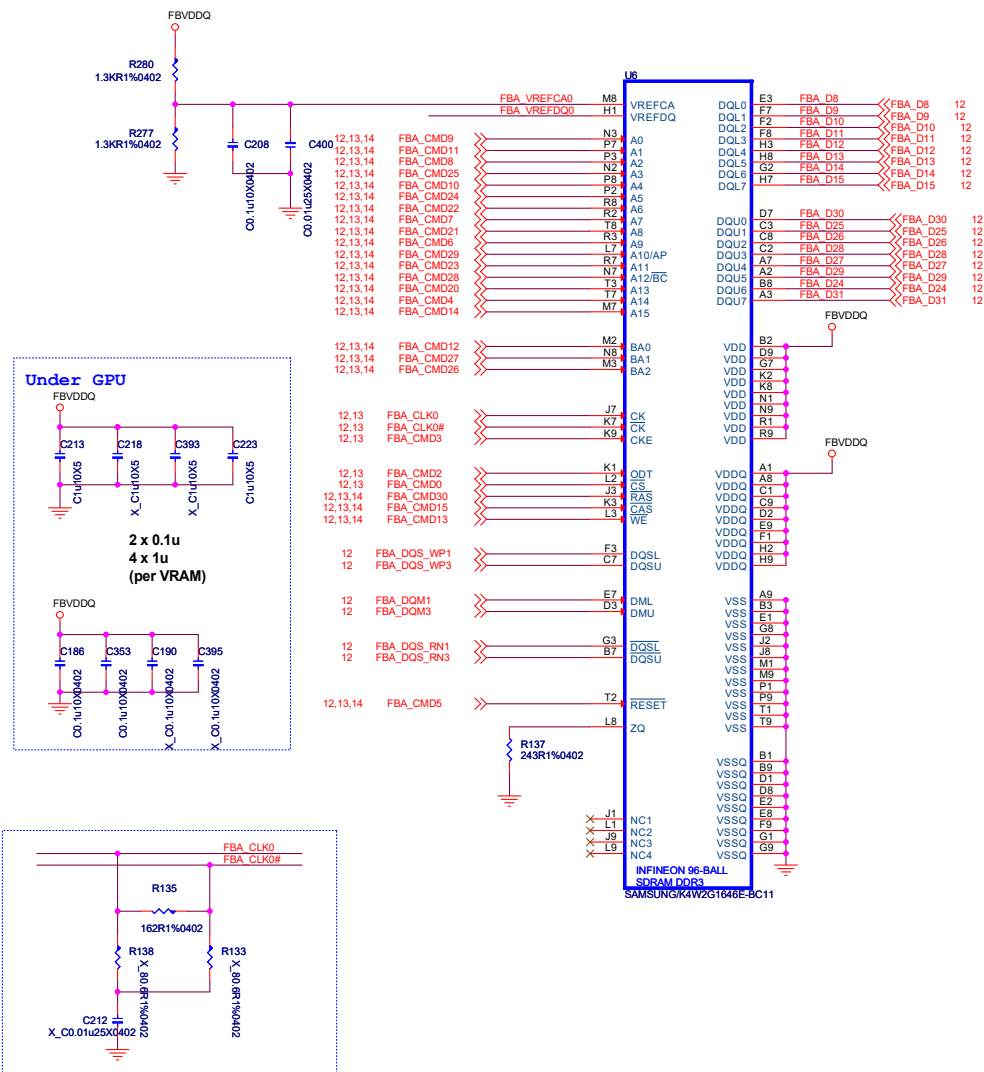 FBVDDQ
R280
1.3KR1%0402
R277
1.3KR1%0402
C208
C0.1u10X0402
C400
C0.01u25X0402
U6
FBA_VREFCA0 M8 VREFCA
FBA_VREFDQ0 H1 VREFDQ
12,13,14 FBA_CMD9 N3 A0
12,13,14 FBA_CMD11 P7 A1
12,13,14 FBA_CMD8 P3 A2
12,13,14 FBA_CMD25 N2 A3
12,13,14 FBA_CMD10 P8 A4
12,13,14 FBA_CMD24 P2 A5
12,13,14 FBA_CMD22 R8 A6
12,13,14 FBA_CMD7 R2 A7
12,13,14 FBA_CMD21 T8 A8
12,13,14 FBA_CMD6 R3 A9
12,13,14 FBA_CMD29 L7 A10/AP
12,13,14 FBA_CMD23 R7 A11
12,13,14 FBA_CMD28 N7 A12/BC
12,13,14 FBA_CMD20 T3 A13
12,13,14 FBA_CMD4 T7 A14
12,13,14 FBA_CMD14 M7 A15
12,13,14 FBA_CMD12 M2 BA0
12,13,14 FBA_CMD27 N8 BA1
12,13,14 FBA_CMD26 M3 BA2
12,13 FBA_CLK0 J7 CK
12,13 FBA_CLK0# K7 CK
12,13 FBA_CMD3 K9 CKE
12,13 FBA_CMD2 K1 ODT
12,13 FBA_CMD0 L2 CS
12,13,14 FBA_CMD30 J3 RAS
12,13,14 FBA_CMD15 K3 CAS
12,13,14 FBA_CMD13 L3 WE
12 FBA_DQS_WP1 F3 DQSL
12 FBA_DQS_WP3 C7 DQSU
12 FBA_DQM1 E7 DML
12 FBA_DQM3 D3 DMU
12 FBA_DQS_RN1 G3 DQSL
12 FBA_DQS_RN3 B7 DQSU
12,13,14 FBA_CMD5 T2 RESET
L8 ZQ
R137
243R1%0402
J1 NC1
L1 NC2
J9 NC3
L9 NC4
DQL0 E3 FBA_D8 FBA_D8 12
DQL1 F7 FBA_D9 FBA_D9 12
DQL2 F2 FBA_D10 FBA_D10 12
DQL3 F8 FBA_D11 FBA_D11 12
DQL4 H3 FBA_D12 FBA_D12 12
DQL5 H8 FBA_D13 FBA_D13 12
DQL6 G2 FBA_D14 FBA_D14 12
DQL7 H7 FBA_D15 FBA_D15 12
DQU0 D7 FBA_D30 FBA_D30 12
DQU1 C3 FBA_D25 FBA_D25 12
DQU2 C8 FBA_D26 FBA_D26 12
DQU3 C2 FBA_D28 FBA_D28 12
DQU4 A7 FBA_D27 FBA_D27 12
DQU5 A2 FBA_D29 FBA_D29 12
DQU6 B8 FBA_D24 FBA_D24 12
DQU7 A3 FBA_D31 FBA_D31 12
FBVDDQ
VDD B2
VDD D9
VDD G7
VDD K2
VDD K8
VDD N1
VDD N9
VDD R1
VDD R9
FBVDDQ
VDDQ A1
VDDQ A8
VDDQ C1
VDDQ C9
VDDQ D2
VDDQ E9
VDDQ F1
VDDQ H2
VDDQ H9
VSS A9
VSS B3
VSS E1
VSS G8
VSS J2
VSS J8
VSS M1
VSS M9
VSS P1
VSS P9
VSS T1
VSS T9
VSSQ B1
VSSQ B9
VSSQ D1
VSSQ D8
VSSQ E2
VSSQ E8
VSSQ F9
VSSQ G1
VSSQ G9
INFINEON 96-BALL
SDRAM DDR3
SAMSUNG/K4W2G1646E-BC11
Under GPU
FBVDDQ
C213 C218 C393 C223
C1u10X5
X_C1u10X5
X_C1u10X5
C1u10X5
2 x 0.1u
4 x 1u
(per VRAM)
FBVDDQ
C186 C353 C190 C395
C0.1u10X0402
C0.1u10X0402
X_C0.1u10X0402
X_C0.1u10X0402
FBA_CLK0
FBA_CLK0#
R135
162R1%0402
R138
X_80.6R1%0402
R133
X_80.6R1%0402
C212
X_C0.01u25X0402